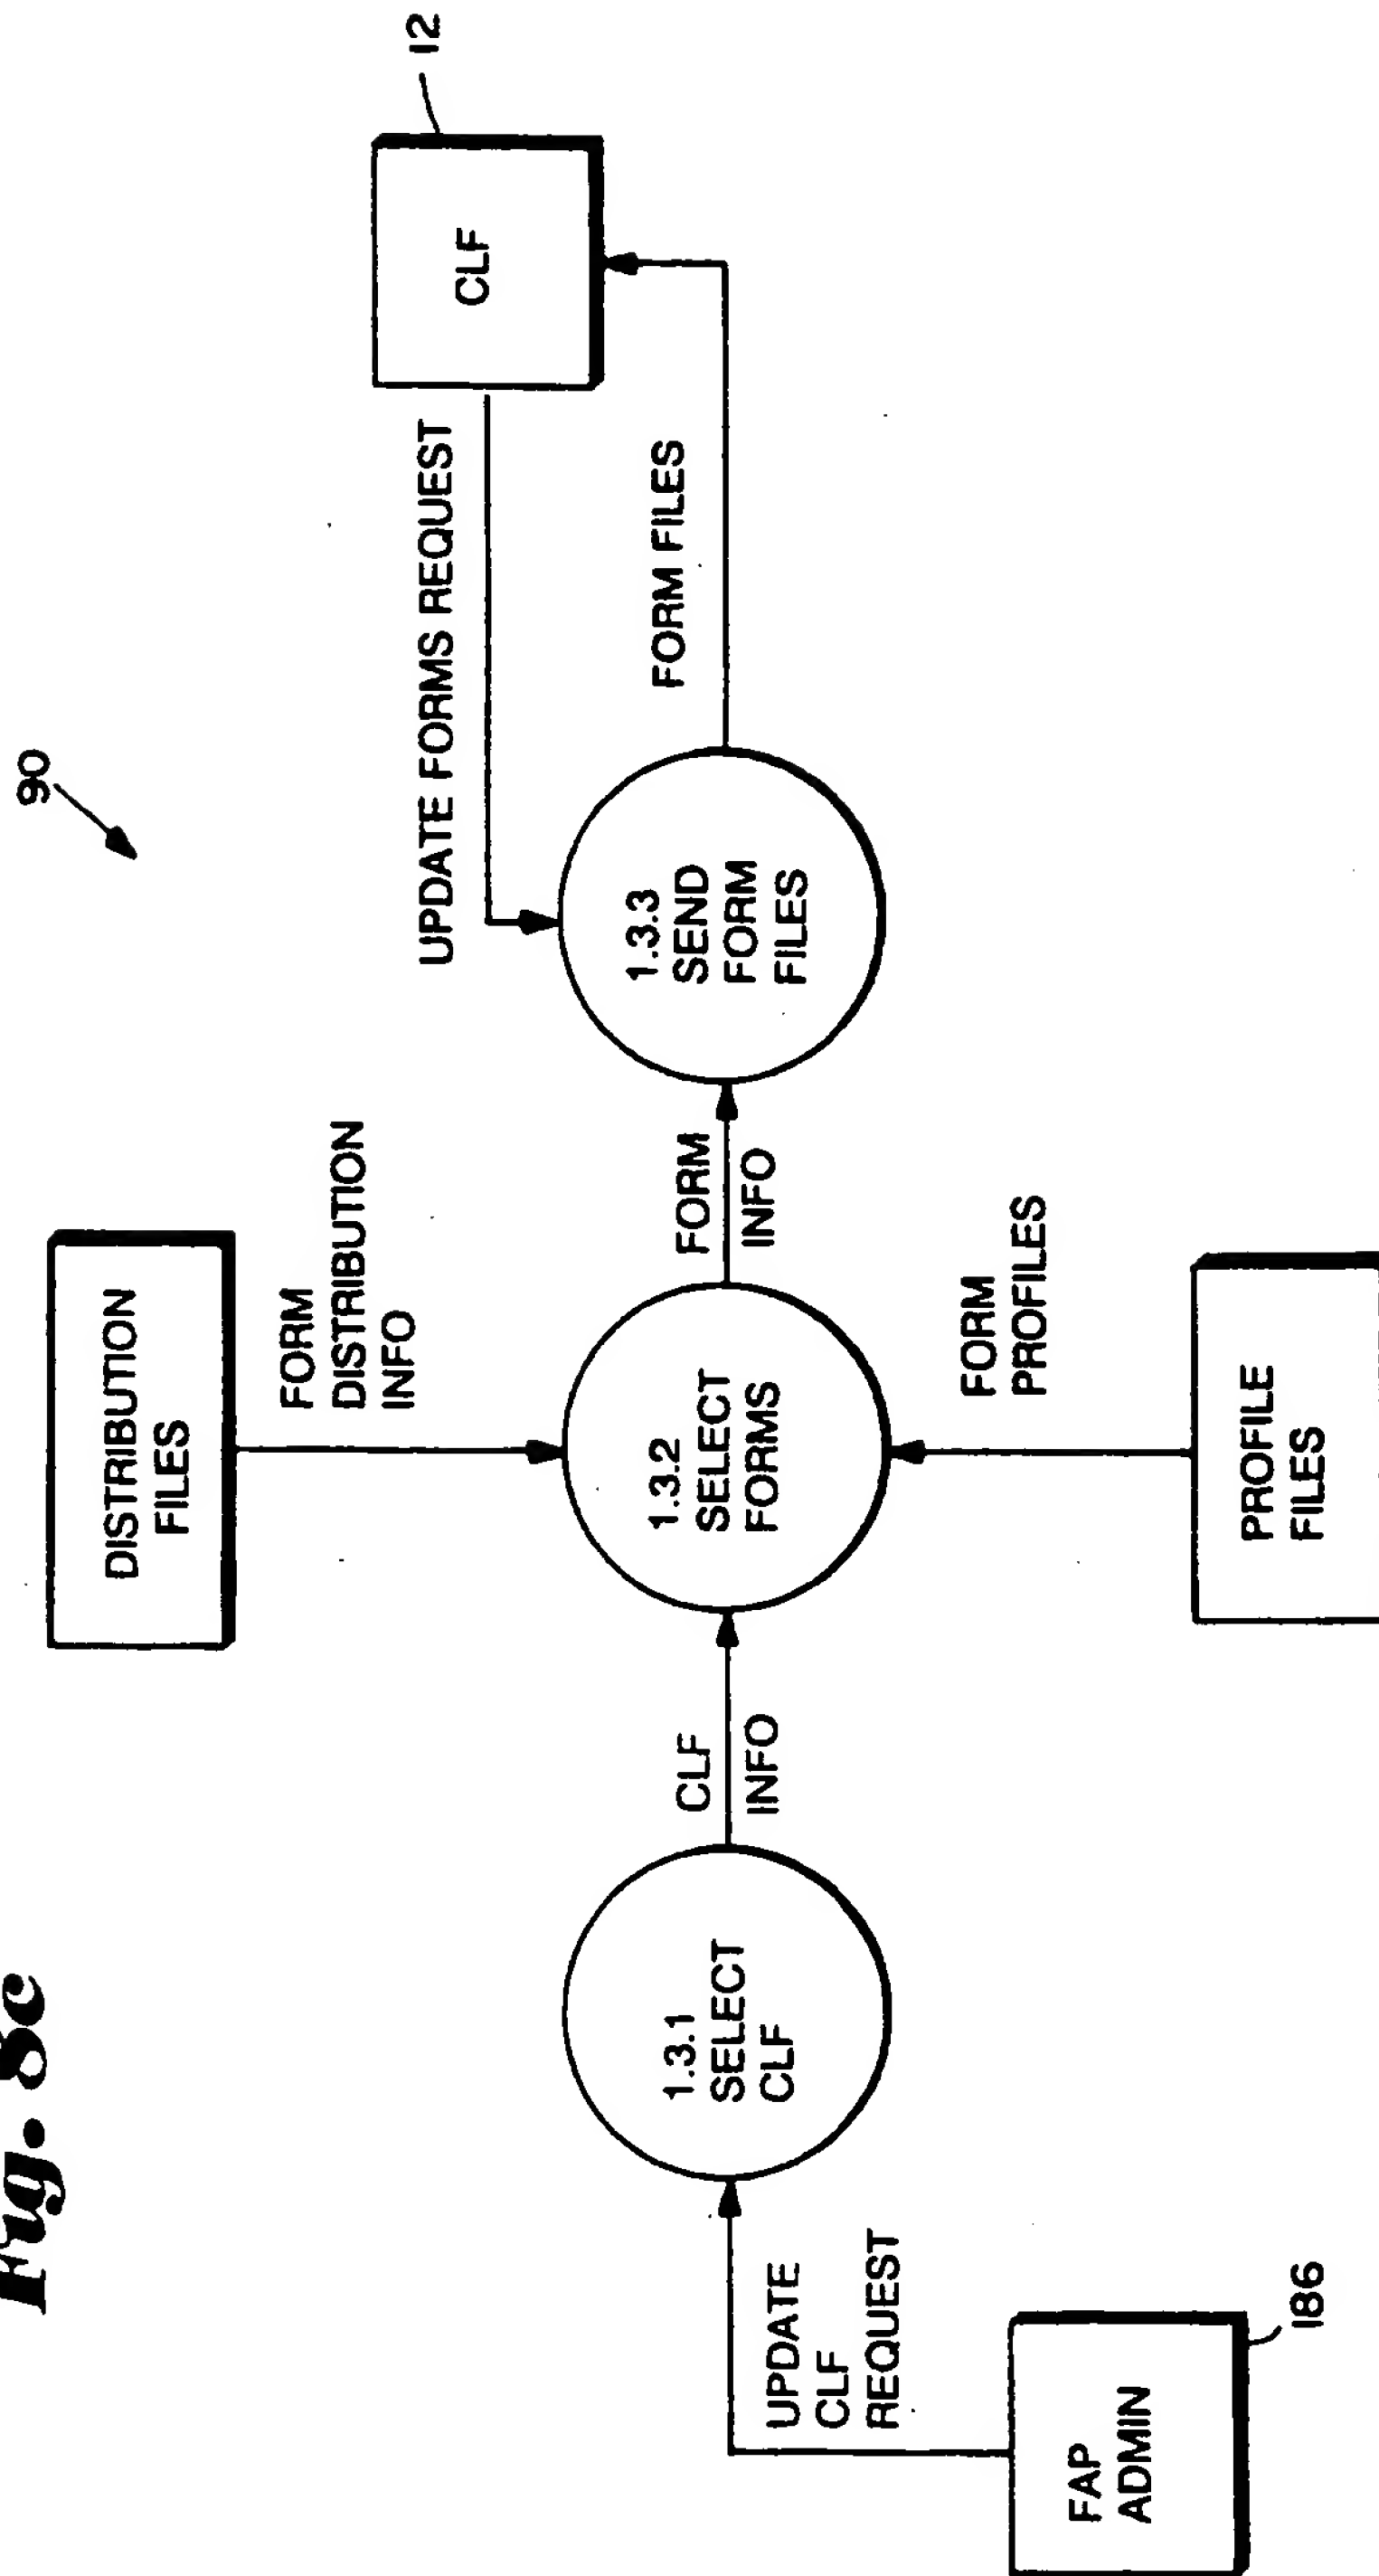 Fig. 8c
90
DISTRIBUTION
FILES
FORM
DISTRIBUTION
INFO
12
CLF
UPDATE FORMS REQUEST
FORM FILES
1.3.1
SELECT
CLF
CLF
INFO
1.3.2
SELECT
FORMS
FORM
INFO
1.3.3
SEND
FORM
FILES
UPDATE
CLF
REQUEST
FAP
ADMIN
186
FORM
PROFILES
PROFILE
FILES